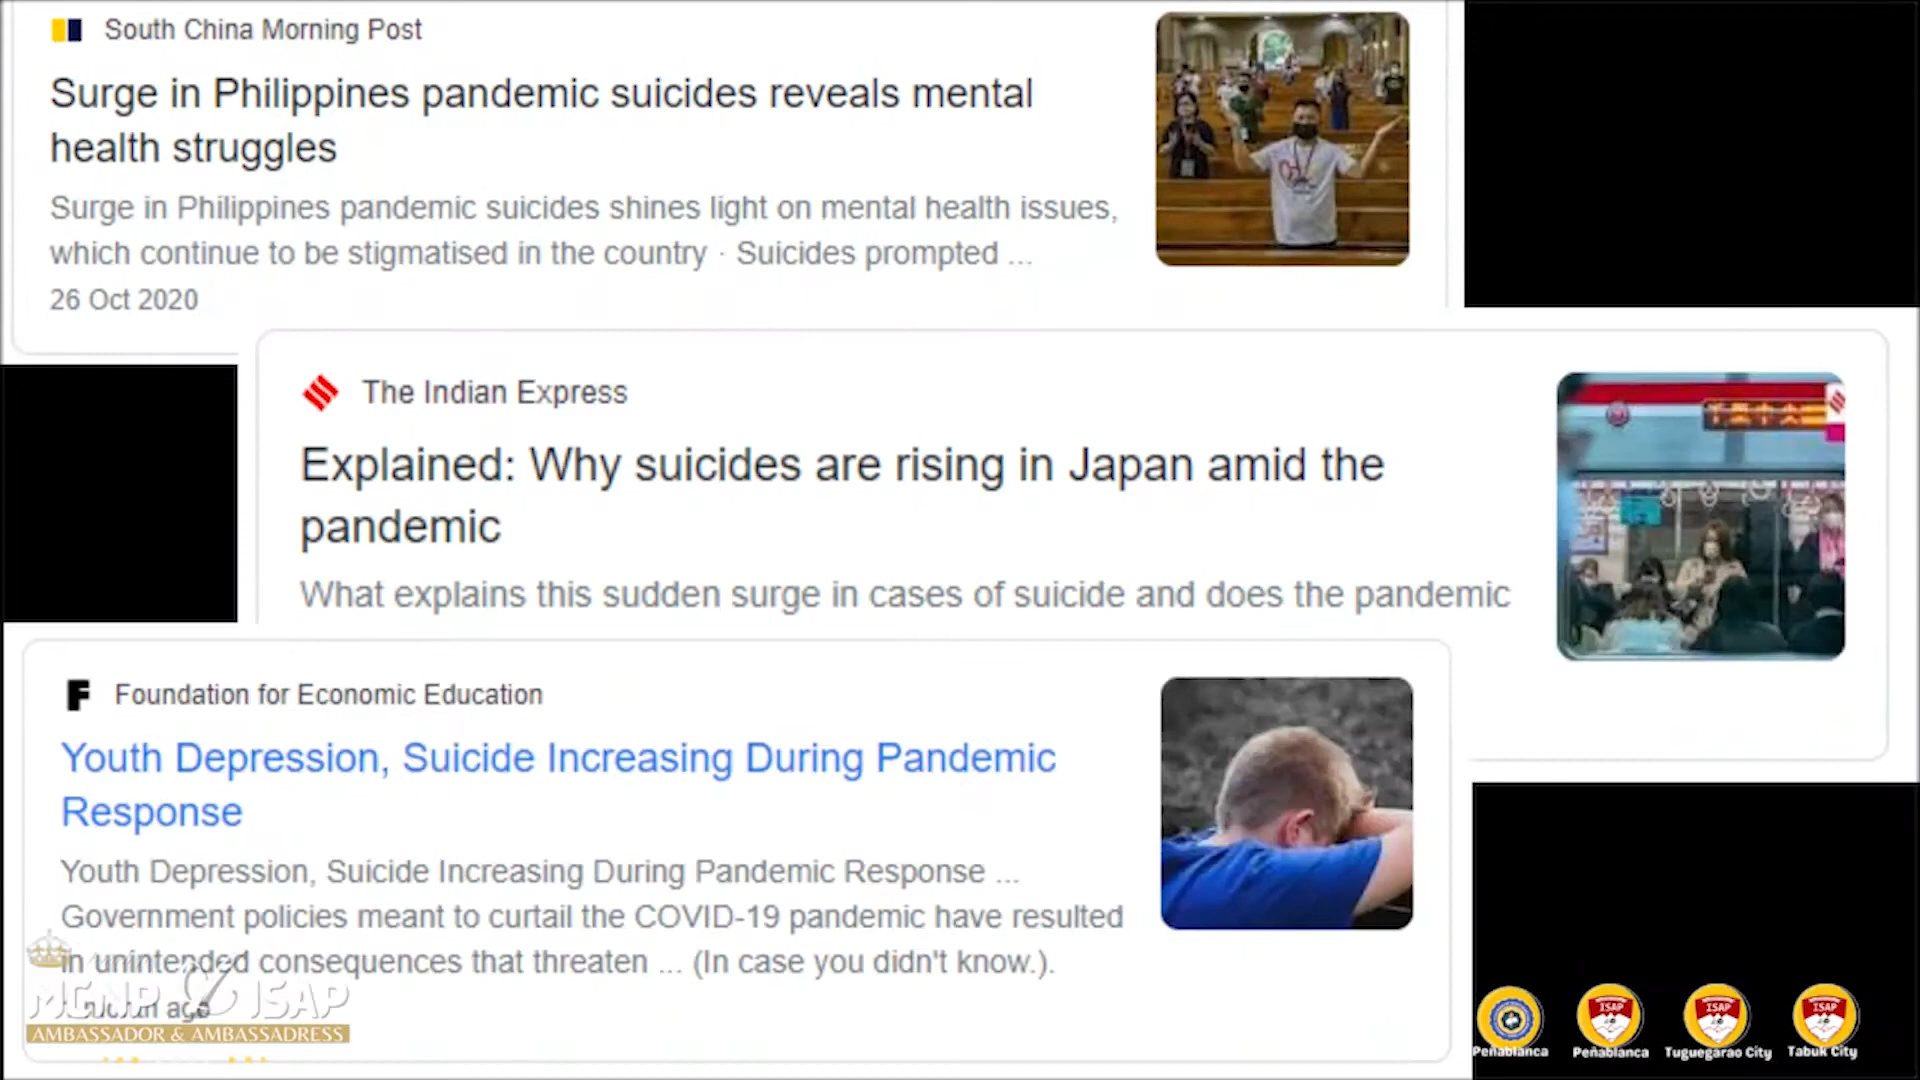 South China Morning Post
Surge in Philippines pandemic suicides reveals mental
health struggles
Surge in Philippines pandemic suicides shines light on mental health issues,
which continue to be stigmatised in the country · Suicides prompted ...
26 Oct 2020
The Indian Express
Explained: Why suicides are rising in Japan amid the
pandemic
What explains this sudden surge in cases of suicide and does the pandemic
Foundation for Economic Education
Youth Depression, Suicide Increasing During Pandemic
Response
Youth Depression, Suicide Increasing During Pandemic Response ...
Government policies meant to curtail the COVID-19 pandemic have resulted
in unintended consequences that threaten ... (In case you didn't know.).
ago
MCNP & ISAP
AMBASSADOR & AMBASSADRESS
ISAP
ISAP
ISAP
Peñablanca
Peñablanca
Tuguegarao City
Tabuk City